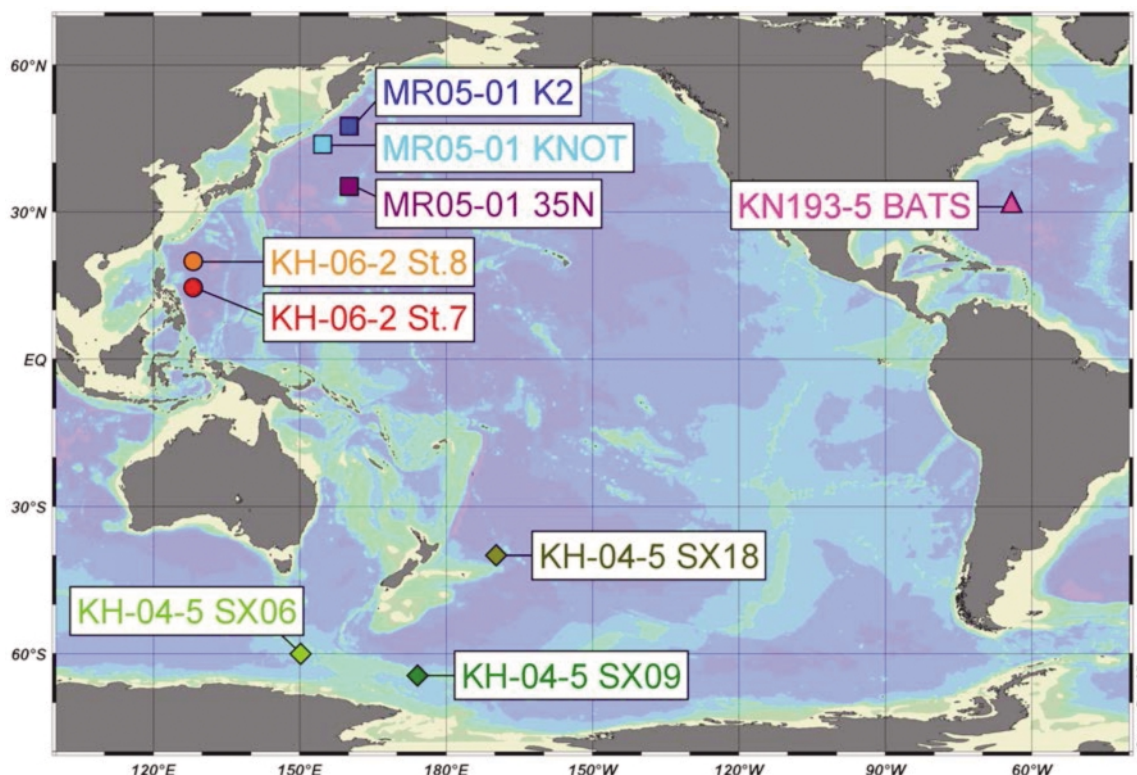 60°N
MR05-01 K2
MR05-01 KNOT
MR05-01 35N
KN193-5 BATS
30°N
KH-06-2 St.8
KH-06-2 St.7
EQ
30°S
KH-04-5 SX18
KH-04-5 SX06
60°S
KH-04-5 SX09
120°E 150°E 180°E 150°W 120°W 90°W 60°W